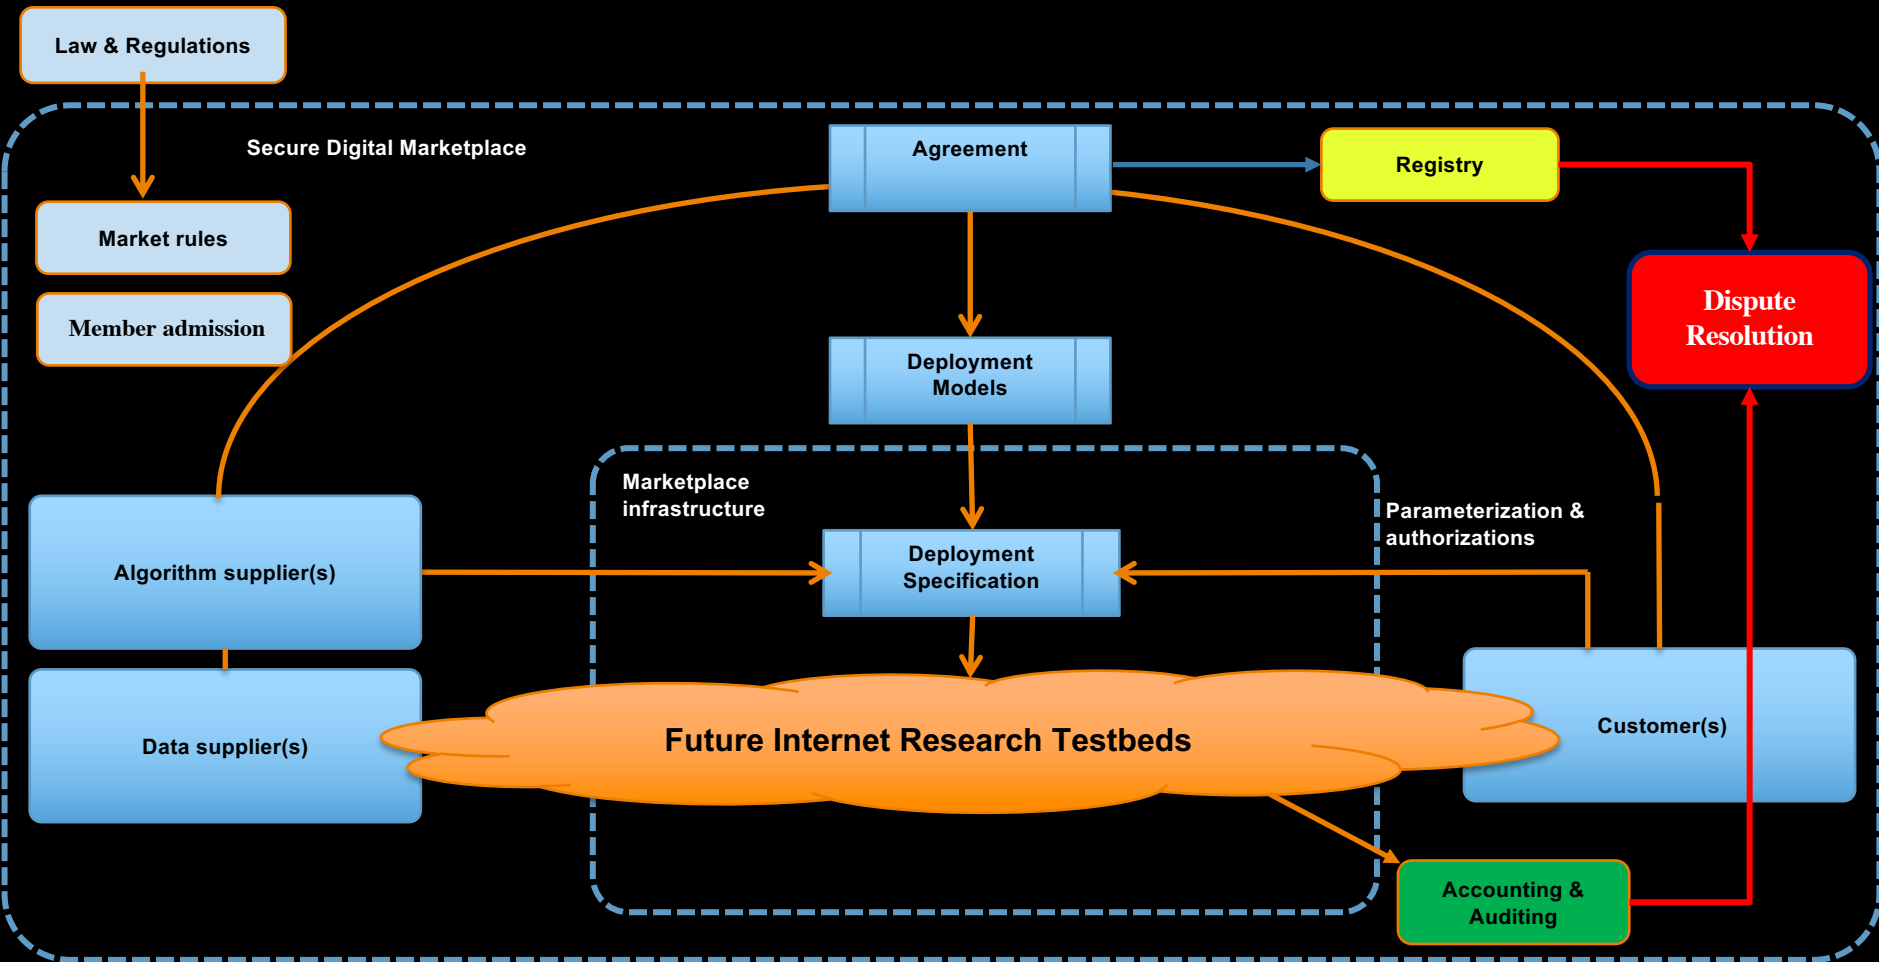 Law & Regulations
Secure Digital Marketplace
Agreement
Registry
Market rules
Member admission
Dispute
Resolution
Deployment
Models
Marketplace
infrastructure
Parameterization &
authorizations
Deployment
Specification
Algorithm supplier(s)
Data supplier(s)
Future Internet Research Testbeds
Customer(s)
Accounting &
Auditing